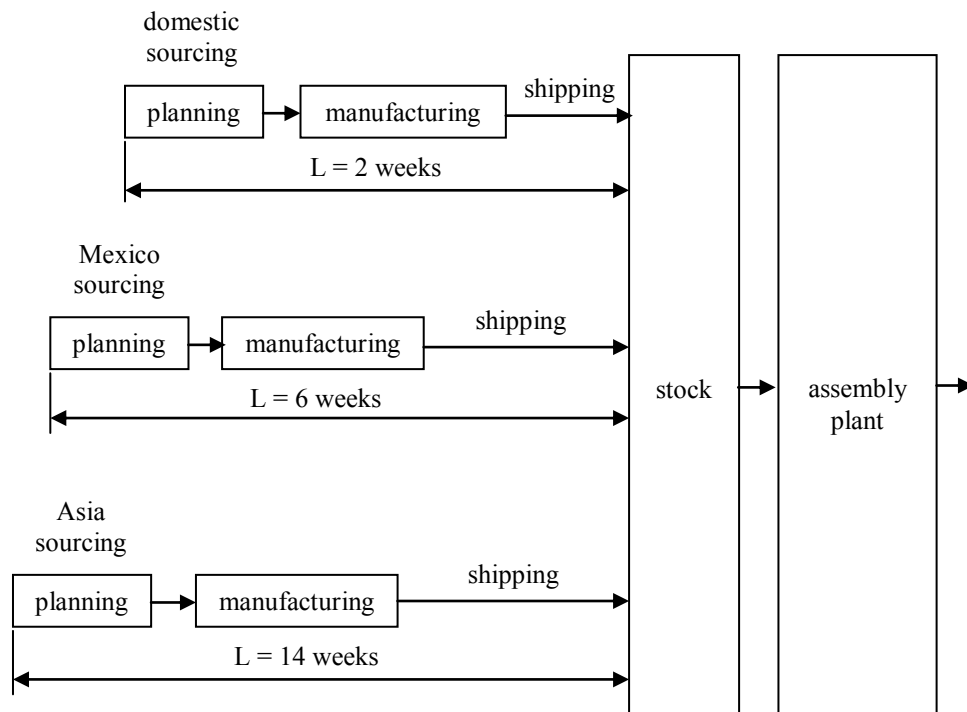 domestic
sourcing
planning
manufacturing
shipping
L = 2 weeks
Mexico
sourcing
planning
manufacturing
shipping
L = 6 weeks
Asia
sourcing
planning
manufacturing
shipping
L = 14 weeks
stock
assembly
plant